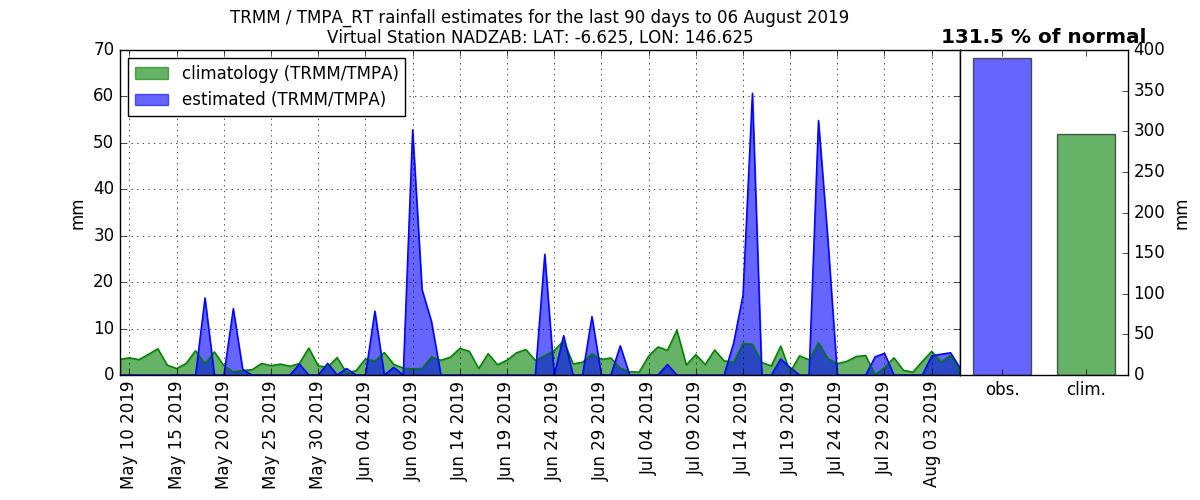 TRMM / TMPA_RT rainfall estimates for the last 90 days to 06 August 2019
Virtual Station NADZAB: LAT: -6.625, LON: 146.625
131.5 % of normal
climatology (TRMM/TMPA)
estimated (TRMM/TMPA)
70
60
50
40
30
20
10
0
mm
May 10 2019
May 15 2019
May 20 2019
May 25 2019
May 30 2019
Jun 04 2019
Jun 09 2019
Jun 14 2019
Jun 19 2019
Jun 24 2019
Jun 29 2019
Jul 04 2019
Jul 09 2019
Jul 14 2019
Jul 19 2019
Jul 24 2019
Jul 29 2019
Aug 03 2019
obs.
clim.
400
350
300
250
200
150
100
50
0
mm